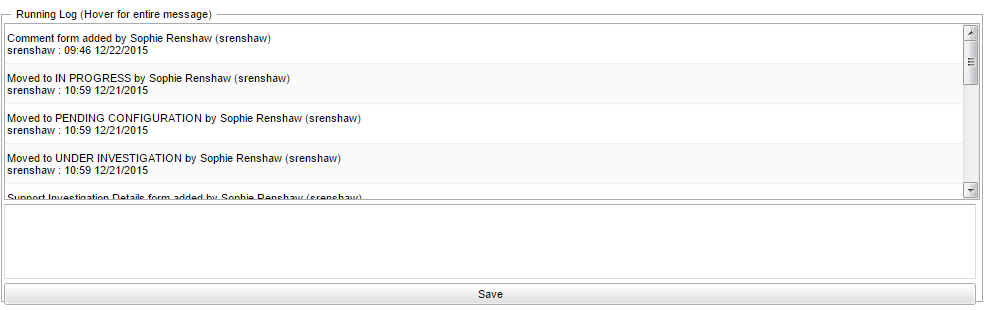 Running Log (Hover for entire message)
Comment form added by Sophie Renshaw (srenshaw)
srenshaw : 09:46 12/22/2015
Moved to IN PROGRESS by Sophie Renshaw (srenshaw)
srenshaw : 10:59 12/21/2015
Moved to PENDING CONFIGURATION by Sophie Renshaw (srenshaw)
srenshaw : 10:59 12/21/2015
Moved to UNDER INVESTIGATION by Sophie Renshaw (srenshaw)
srenshaw : 10:59 12/21/2015
Support Investigation Details form added by Sophie Renshaw (srenshaw)
Save